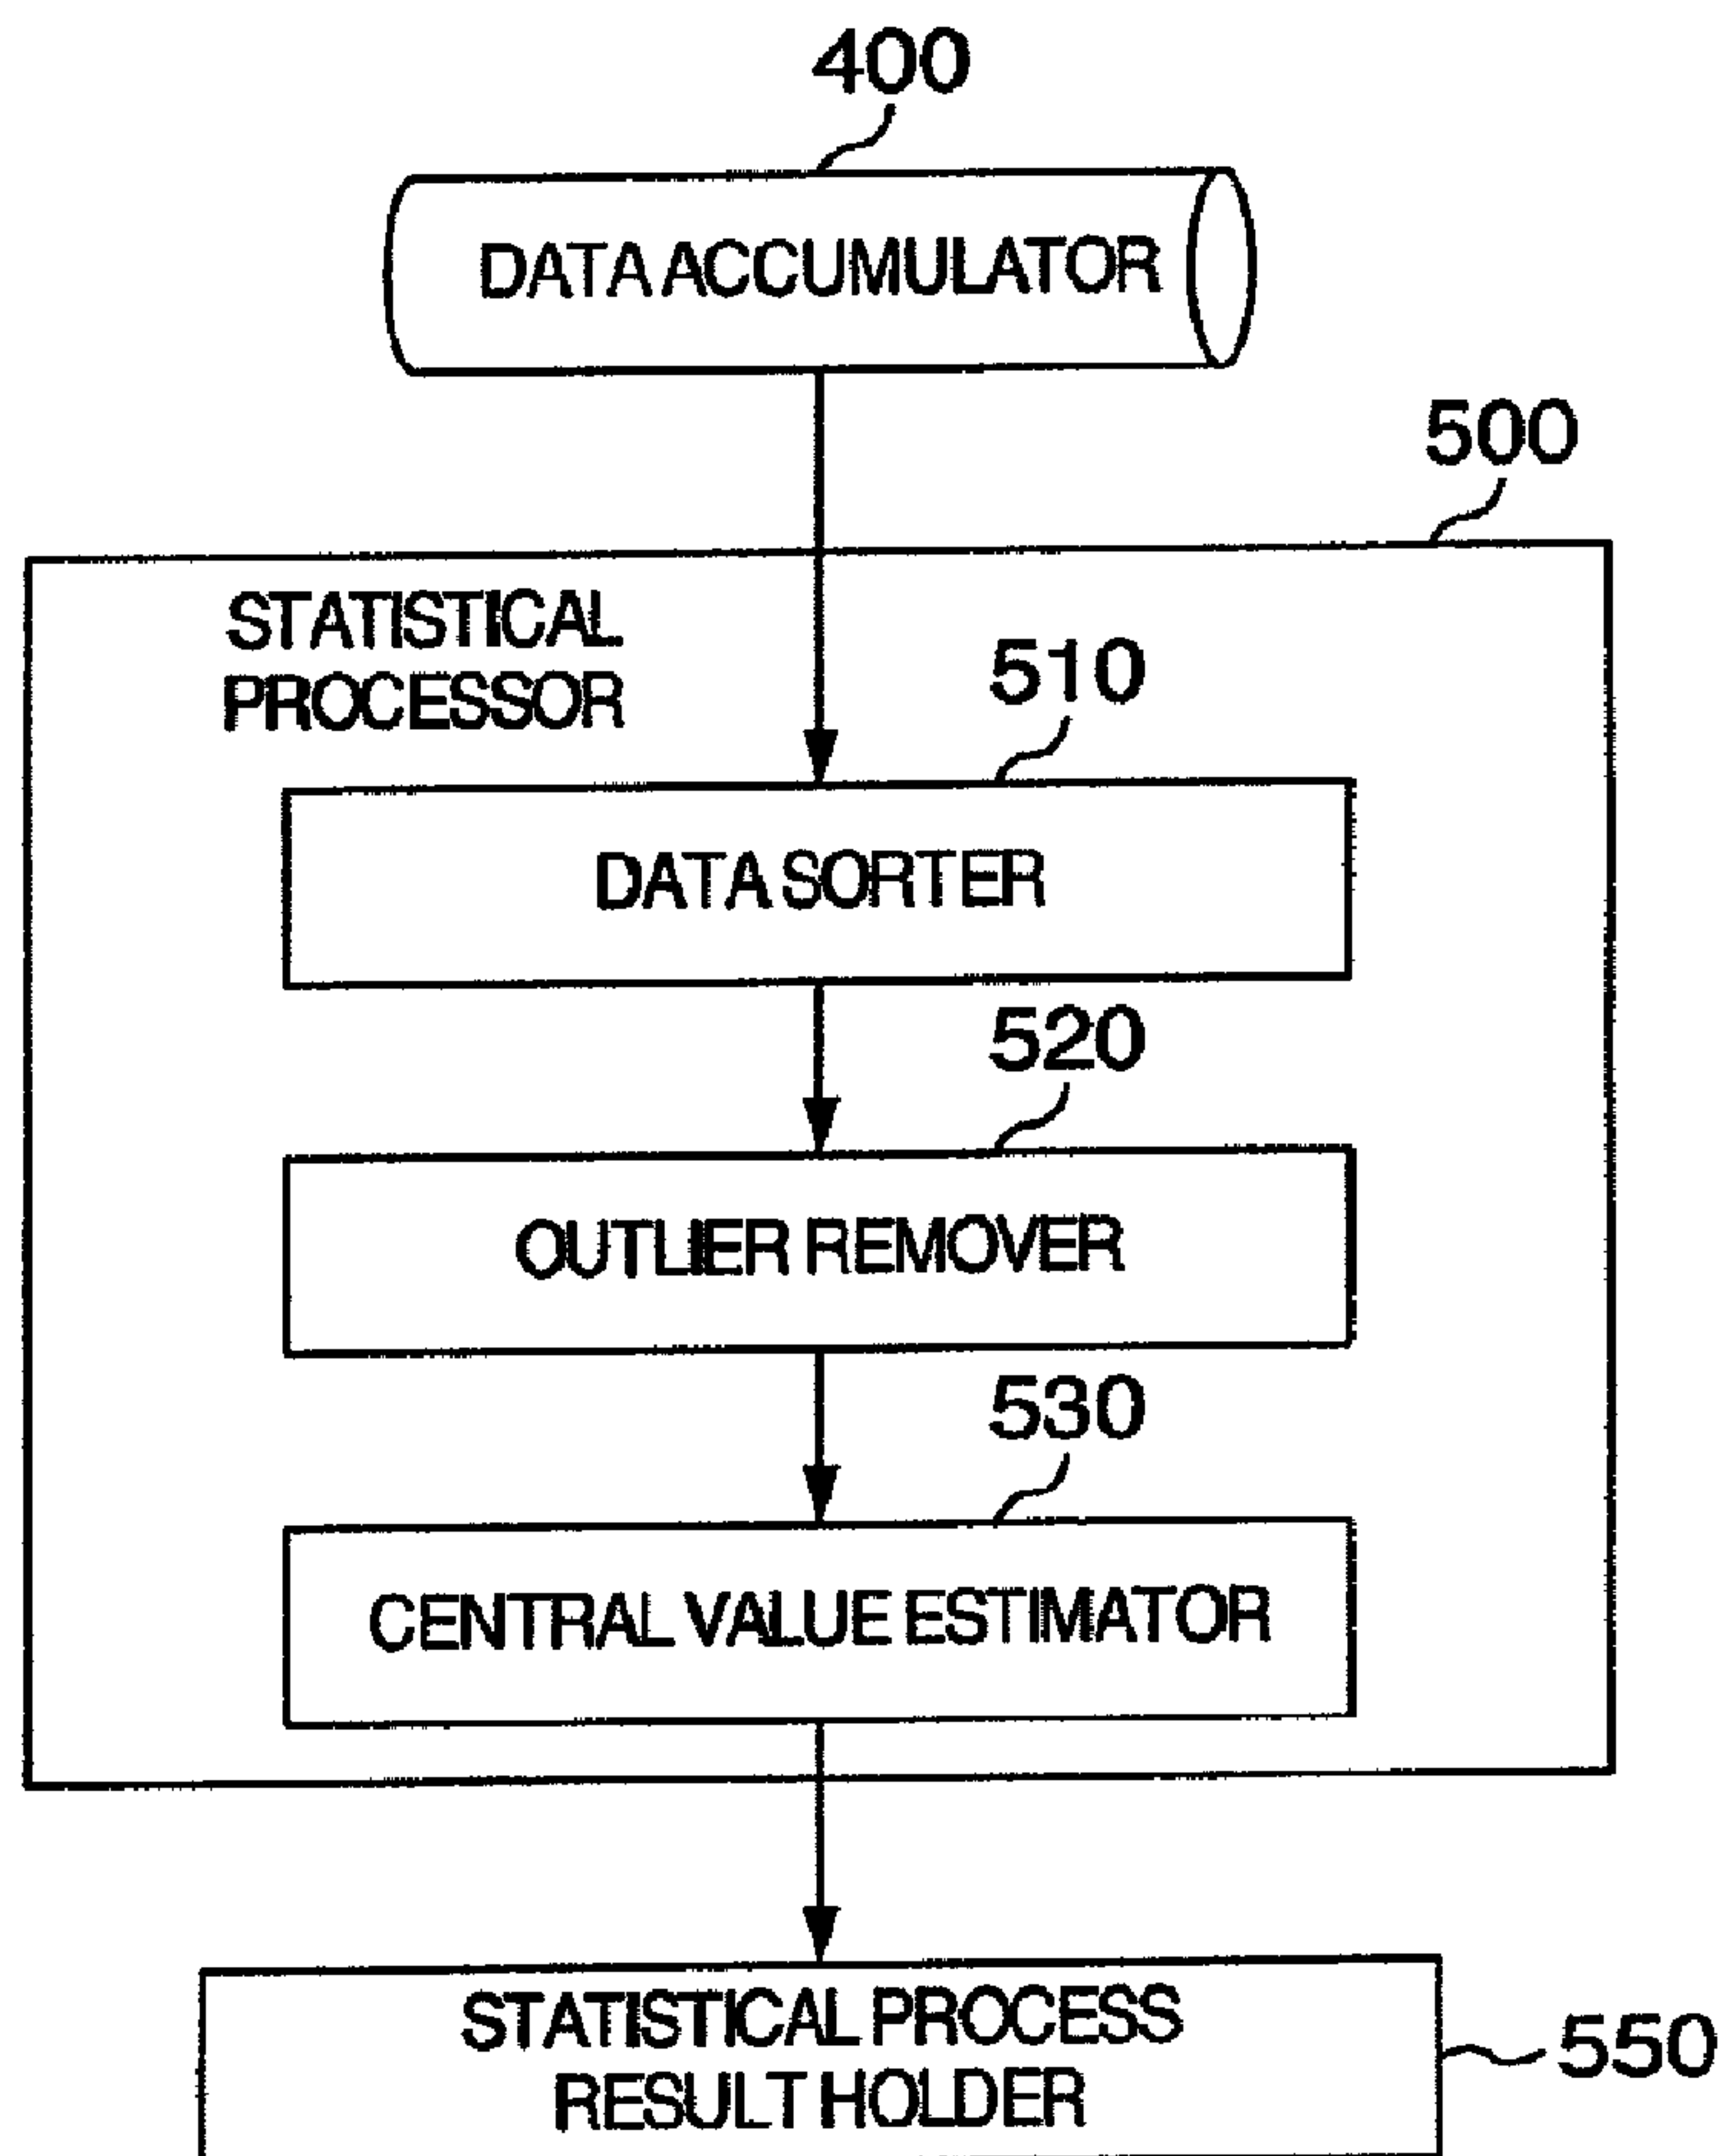 400
DATA ACCUMULATOR
500
STATISTICAL
PROCESSOR
510
DATA SORTER
520
OUTLIER REMOVER
530
CENTRAL VALUE ESTIMATOR
STATISTICAL PROCESS
RESULT HOLDER
550